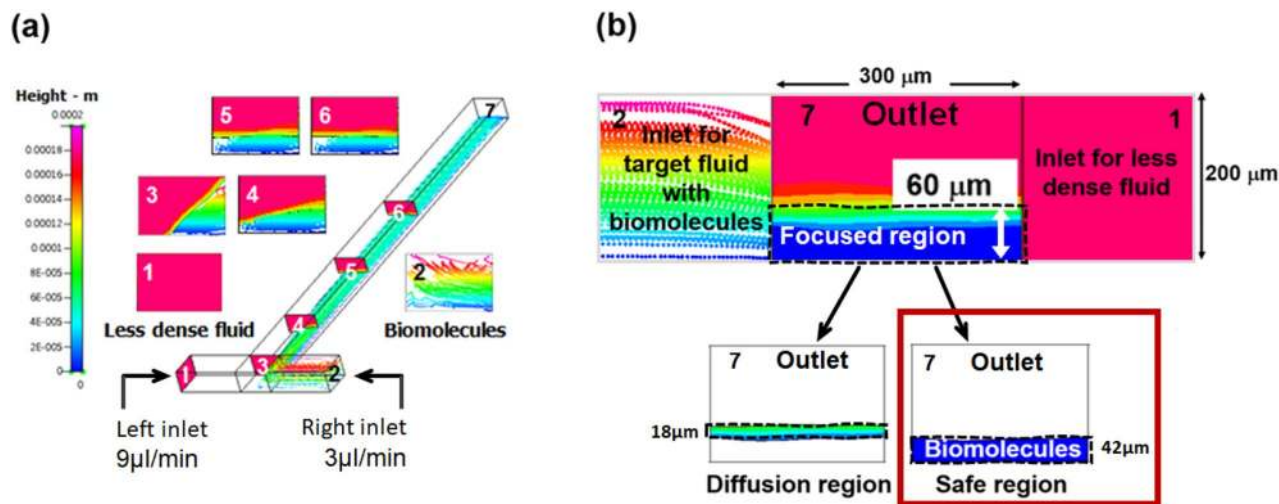 (a)
Height - m
0.0002
0.00018
0.00016
0.00014
0.00012
0.0001
8E-005
6E-005
4E-005
2E-005
0
5
6
3
4
1
2
Less dense fluid
Biomolecules
7
6
5
4
3
1
2
Left inlet
9µl/min
Right inlet
3µl/min
(b)
300 µm
2
Inlet for
target fluid
with
biomolecules
7
Outlet
60 µm
Focused region
1
Inlet for less
dense fluid
200 µm
7 Outlet
18µm
Diffusion region
7 Outlet
Biomolecules
42µm
Safe region